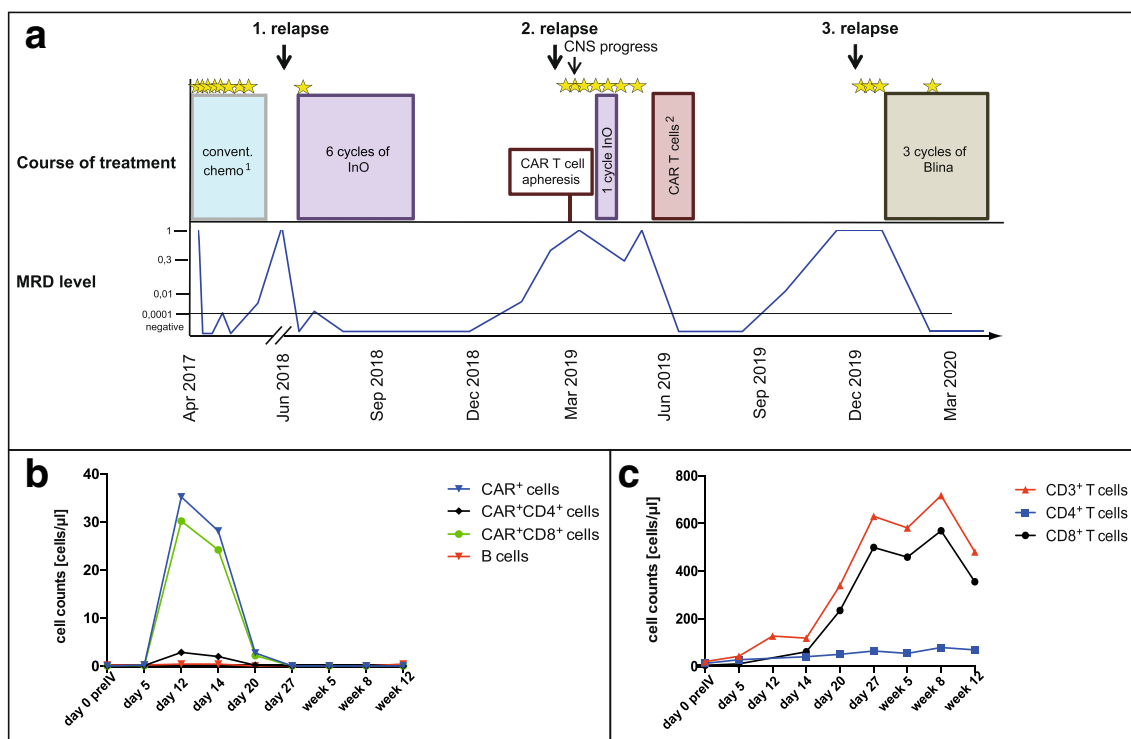 a
1. relapse
2. relapse
3. relapse
CNS progress
Course of treatment
convent.
chemo¹
6 cycles of
InO
CAR T cell
apheresis
1 cycle InO
CAR T cells²
3 cycles of
Blina
MRD level
1
0,3
0,01
0,0001
negative
Apr 2017
Jun 2018
Sep 2018
Dec 2018
Mar 2019
Jun 2019
Sep 2019
Dec 2019
Mar 2020
b
cell counts [cells/µl]
40
30
20
10
0
day 0 preIV
day 5
day 12
day 14
day 20
day 27
week 5
week 8
week 12
CAR⁺ cells
CAR⁺CD4⁺ cells
CAR⁺CD8⁺ cells
B cells
c
cell counts [cells/µl]
800
600
400
200
0
day 0 preIV
day 5
day 12
day 14
day 20
day 27
week 5
week 8
week 12
CD3⁺ T cells
CD4⁺ T cells
CD8⁺ T cells